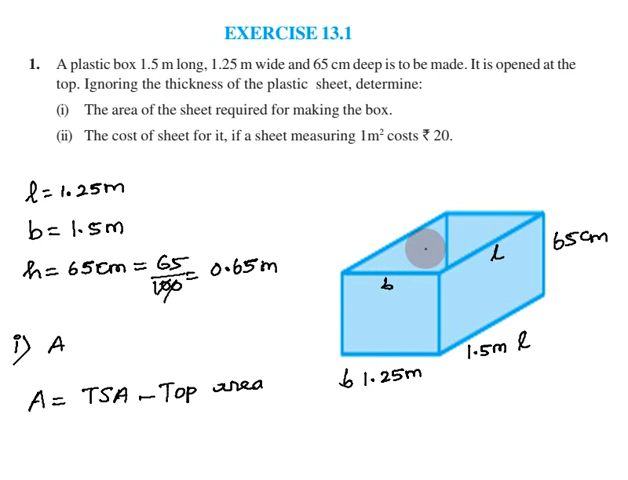 EXERCISE 13.1
1. A plastic box 1.5 m long, 1.25 m wide and 65 cm deep is to be made. It is opened at the
top. Ignoring the thickness of the plastic sheet, determine:
(i) The area of the sheet required for making the box.
(ii) The cost of sheet for it, if a sheet measuring 1m² costs ₹ 20.
l = 1.25m
b = 1.5m
h = 65cm = 65/100 = 0.65m
i) A
A = TSA - Top area
65cm
l
b
1.5m l
b 1.25m